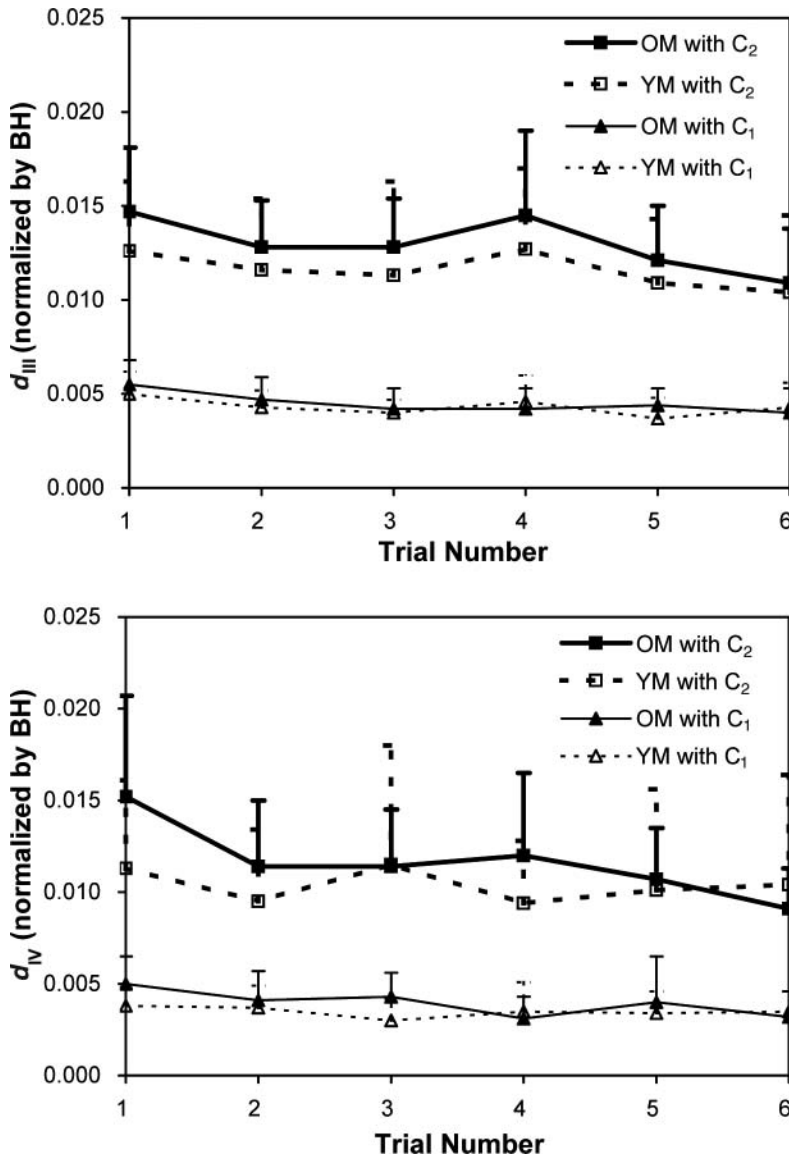 0.025
0.020
0.015
0.010
0.005
0.000
d_III (normalized by BH)
OM with C₂
YM with C₂
OM with C₁
YM with C₁
1 2 3 4 5 6
Trial Number
0.025
0.020
0.015
0.010
0.005
0.000
d_IV (normalized by BH)
OM with C₂
YM with C₂
OM with C₁
YM with C₁
1 2 3 4 5 6
Trial Number